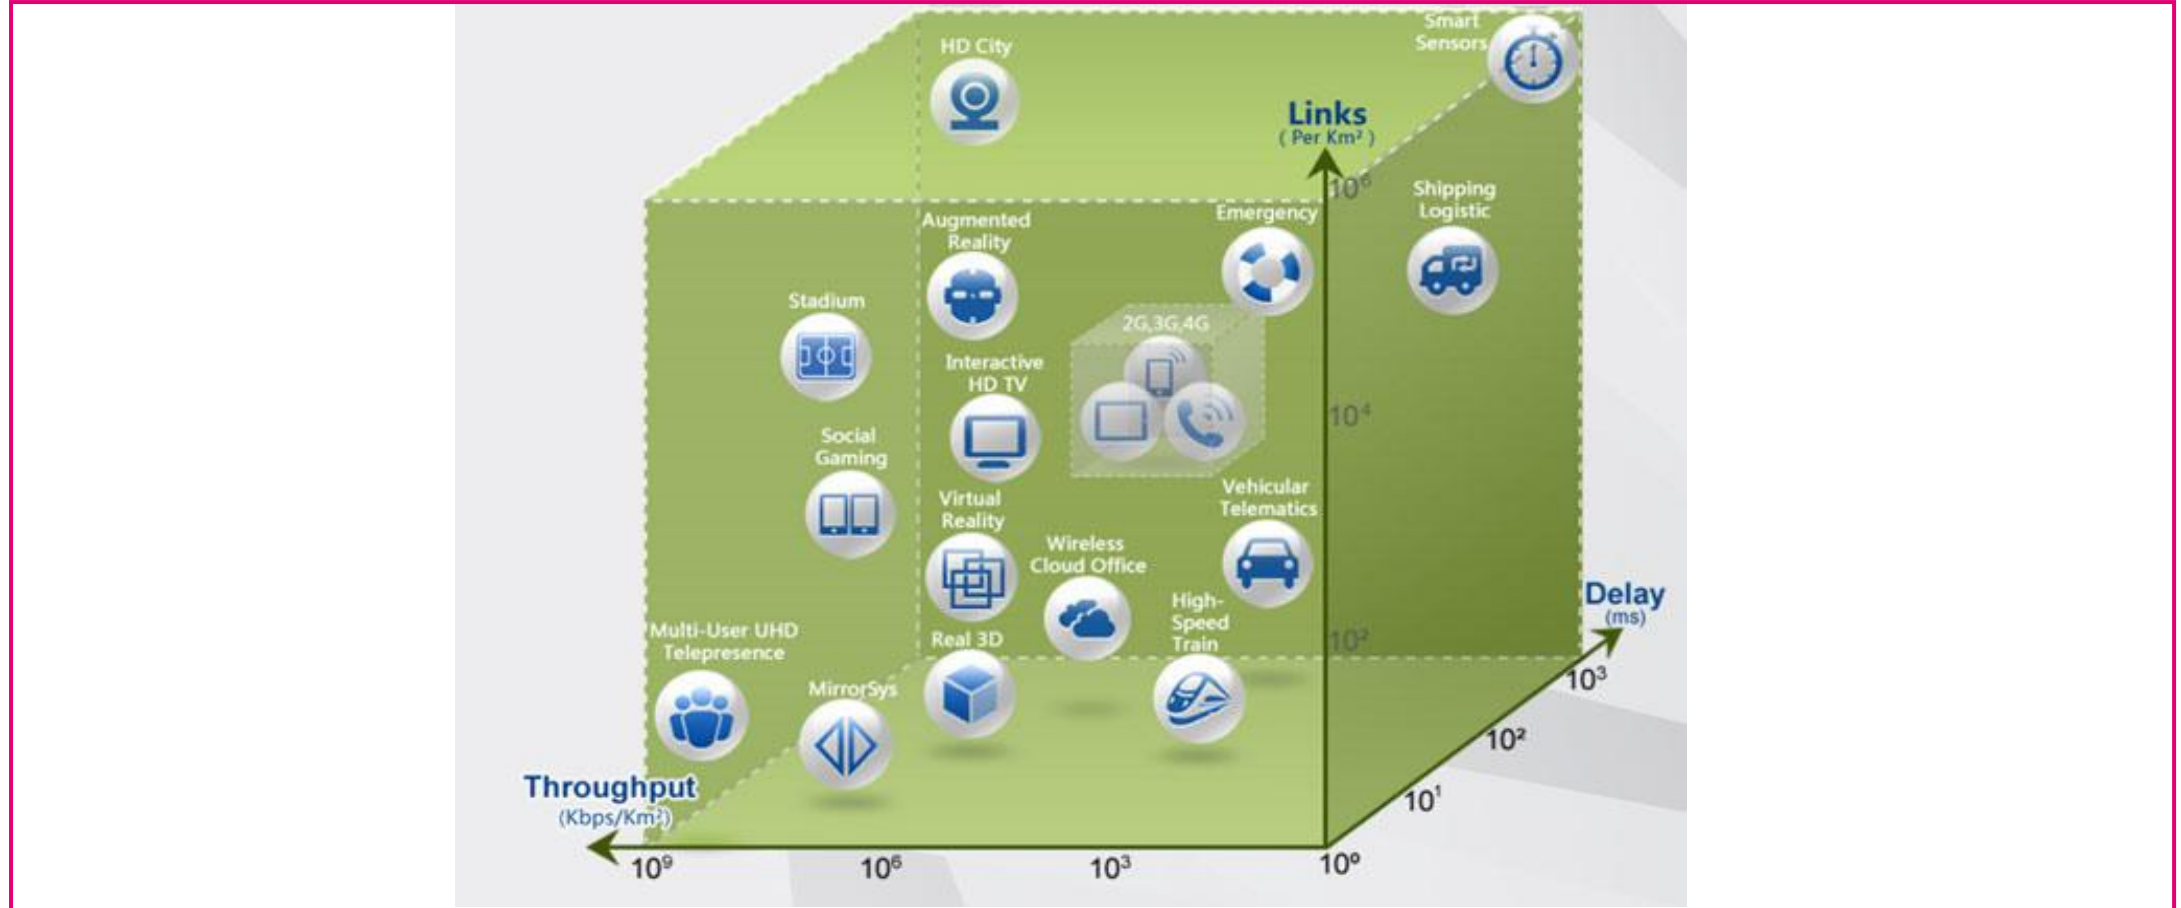 HD City
Smart
Sensors
Links
( Per Km² )
10⁶
Shipping
Logistic
Augmented
Reality
Emergency
Stadium
2G,3G,4G
Interactive
HD TV
10⁴
Social
Gaming
Virtual
Reality
Vehicular
Telematics
Wireless
Cloud Office
High-
Speed
Train
Delay
(ms)
Multi-User UHD
Telepresence
Real 3D
10²
MirrorSys
10³
10²
10¹
Throughput
(Kbps/Km²)
10⁹
10⁶
10³
10⁰